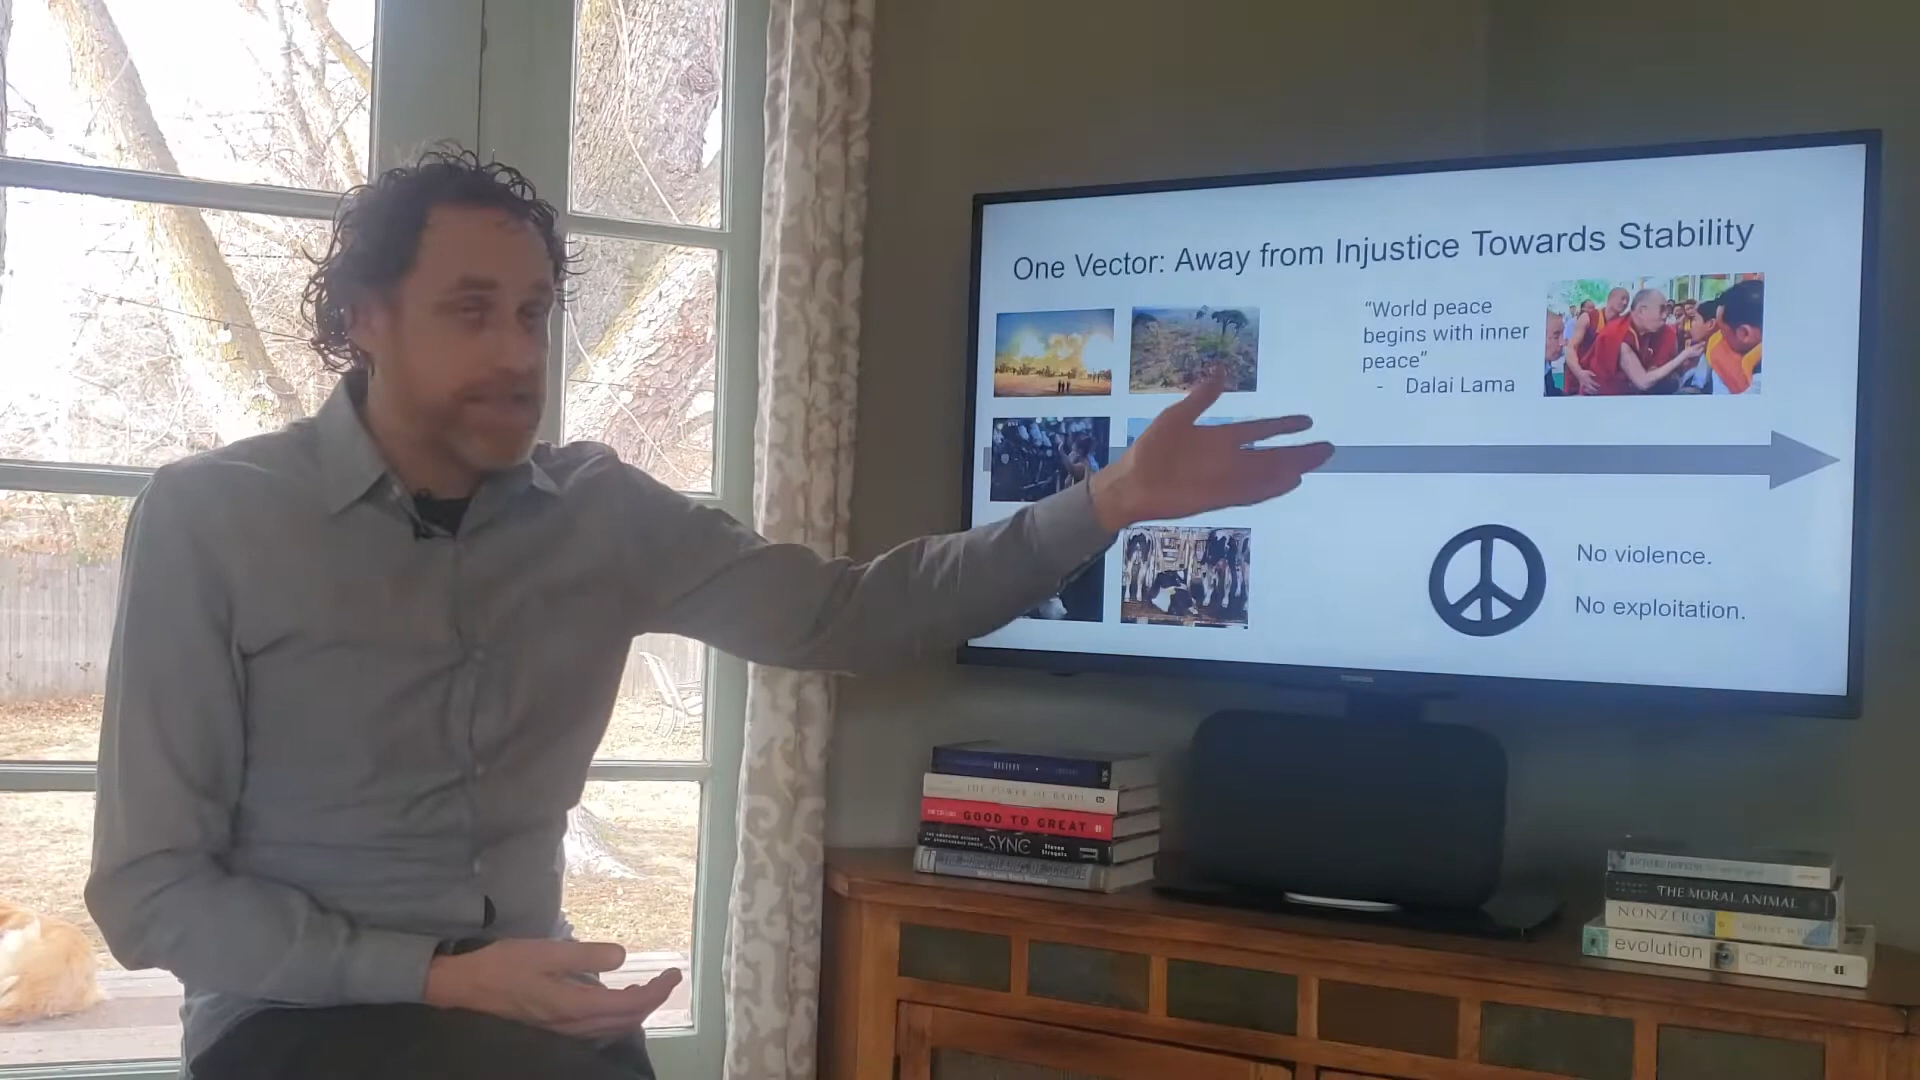 One Vector: Away from Injustice Towards Stability
“World peace
begins with inner
peace”
- Dalai Lama
No violence.
No exploitation.
TOSHIBA
THE POWER OF BABEL
GOOD TO GREAT
SYNC Steven Strogatz
THE MORAL ANIMAL
NONZERO ROBERT WRIGHT
evolution Carl Zimmer